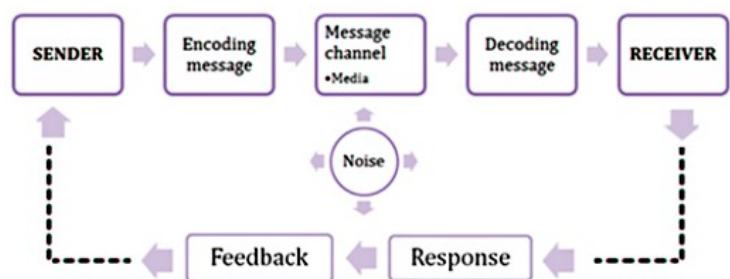 SENDER
Encoding
message
Message
channel
•Media
Decoding
message
RECEIVER
Noise
Feedback
Response